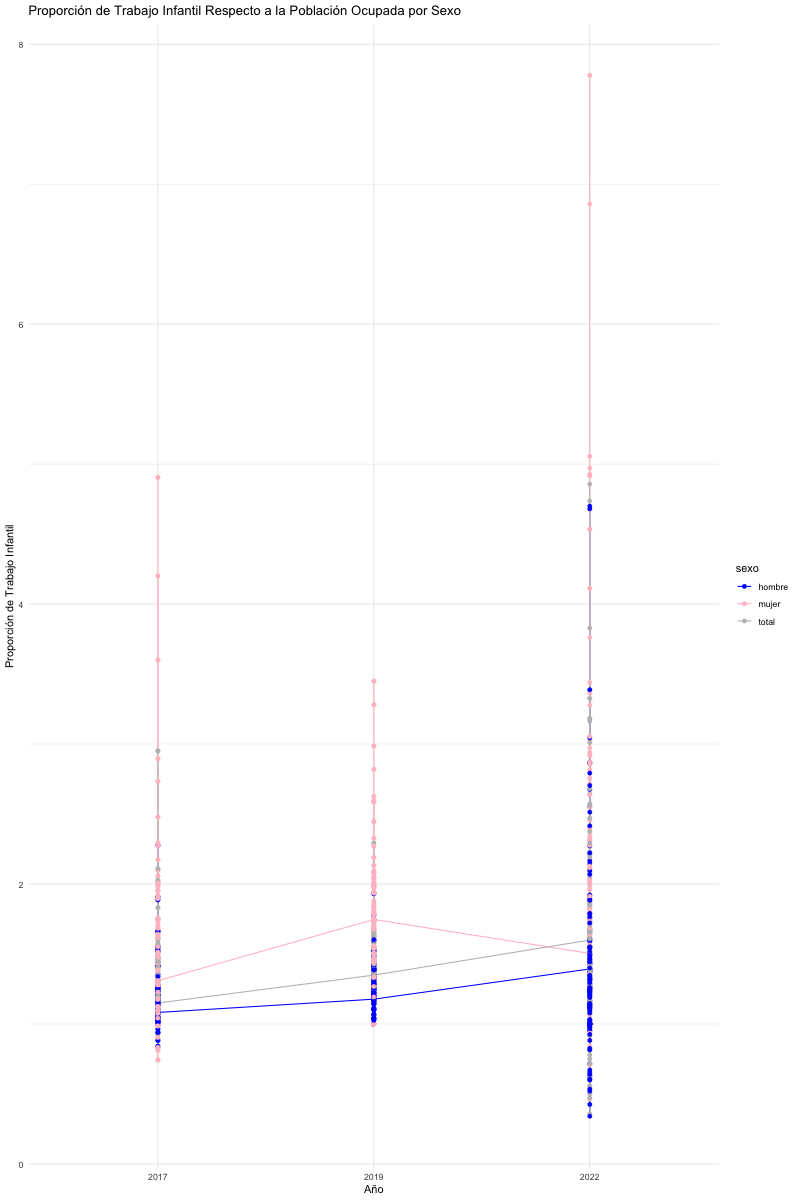 Proporción de Trabajo Infantil Respecto a la Población Ocupada por Sexo
8
6
4
2
0
Proporción de Trabajo Infantil
2017
2019
2022
Año
sexo
hombre
mujer
total